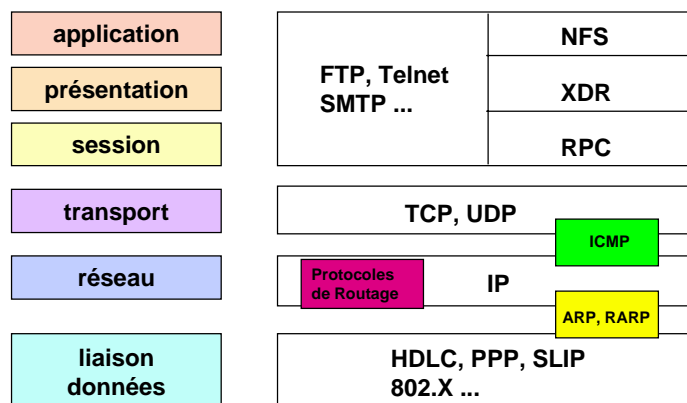 application
présentation
session
transport
réseau
liaison
données
FTP, Telnet
SMTP ...
NFS
XDR
RPC
TCP, UDP
ICMP
Protocoles
de Routage
IP
ARP, RARP
HDLC, PPP, SLIP
802.X ...